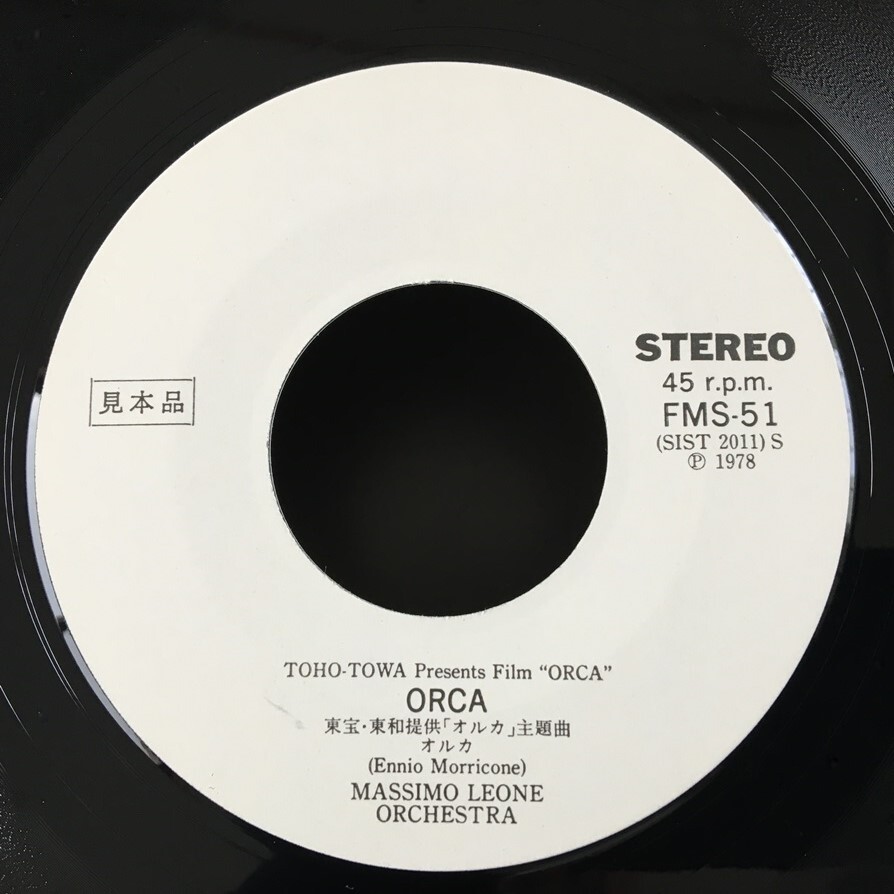 見本品
STEREO
45 r.p.m.
FMS-51
(SIST 2011) S
Ⓟ 1978
TOHO-TOWA Presents Film “ORCA”
ORCA
東宝・東和提供「オルカ」主題曲
オルカ
(Ennio Morricone)
MASSIMO LEONE
ORCHESTRA